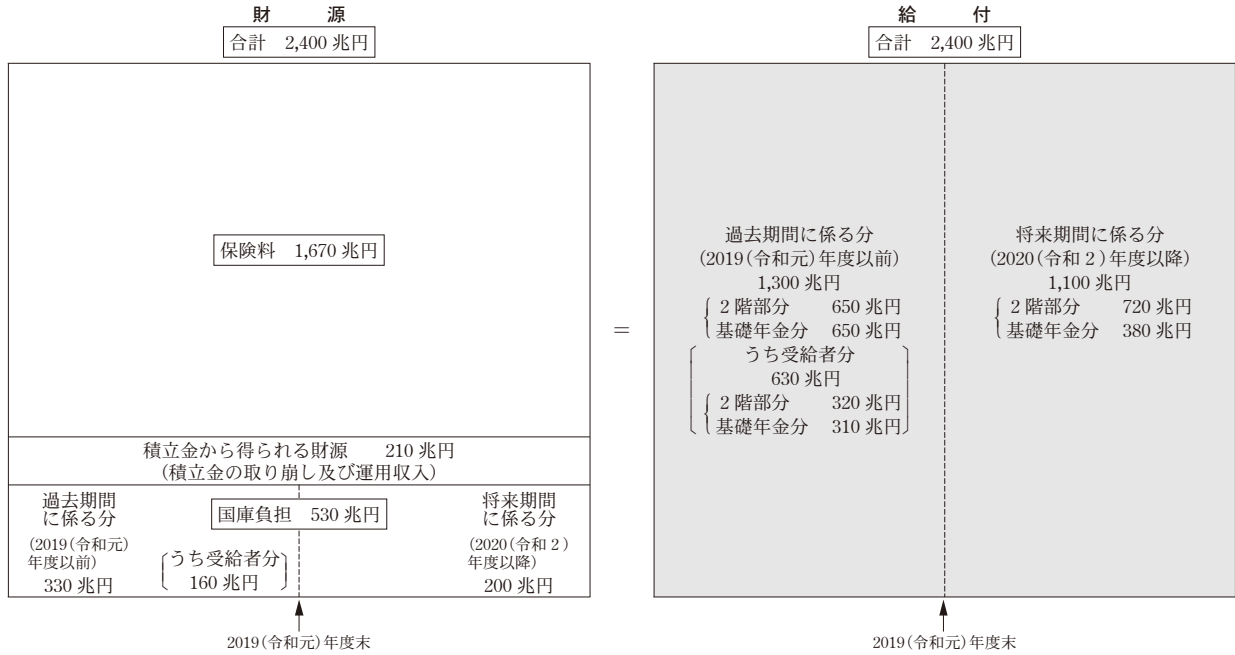 財源
合計 2,400 兆円
保険料 1,670 兆円
積立金から得られる財源 210 兆円
(積立金の取り崩し及び運用収入)
過去期間
に係る分
(2019(令和元)
年度以前)
330 兆円
国庫負担 530 兆円
うち受給者分
160 兆円
将来期間
に係る分
(2020(令和2)
年度以降)
200 兆円
2019(令和元)年度末
=
給付
合計 2,400 兆円
過去期間に係る分
(2019(令和元)年度以前)
1,300 兆円
2階部分 650 兆円
基礎年金分 650 兆円
うち受給者分
630 兆円
2階部分 320 兆円
基礎年金分 310 兆円
将来期間に係る分
(2020(令和2)年度以降)
1,100 兆円
2階部分 720 兆円
基礎年金分 380 兆円
2019(令和元)年度末